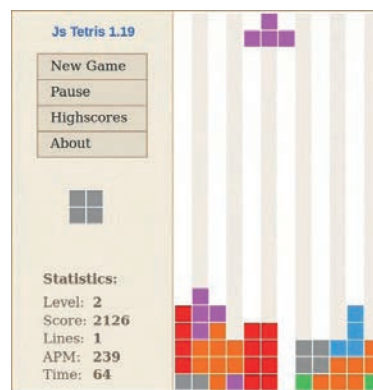 Js Tetris 1.19
New Game
Pause
Highscores
About
Statistics:
Level: 2
Score: 2126
Lines: 1
APM: 239
Time: 64